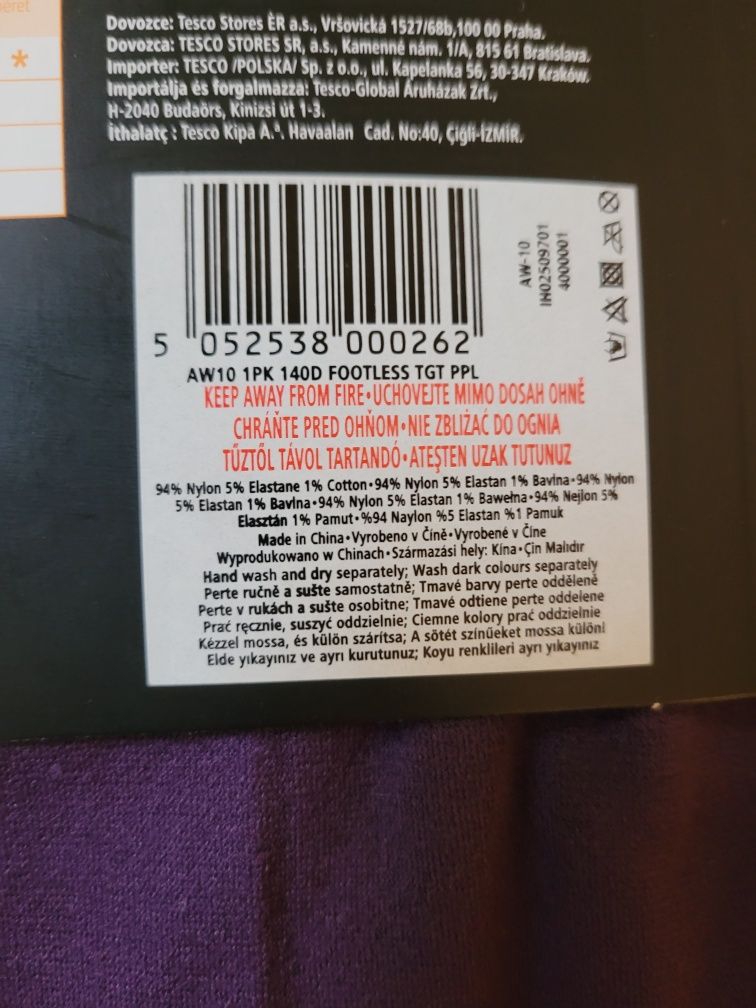 éret
*
Dovozce: Tesco Stores ÈR a.s., Vršovická 1527/68b,100 00 Praha.
Dovozca: TESCO STORES SR, a.s., Kamenné nám. 1/A, 815 61 Bratislava.
Importer: TESCO /POLSKA/ Sp. z o.o., ul. Kapelanka 56, 30-347 Kraków.
Importálja és forgalmazza: Tesco-Global Áruházak Zrt.,
H-2040 Budaörs, Kinizsi út 1-3.
İthalatç : Tesco Kipa A.ª. Havaalan Cad. No:40, Çiğli-İZMİR.
AW-10
IH02509701
4000001
5 052538 000262
AW10 1PK 140D FOOTLESS TGT PPL
KEEP AWAY FROM FIRE•UCHOVEJTE MIMO DOSAH OHNĚ
CHRÁŇTE PRED OHŇOM•NIE ZBLIŻAĆ DO OGNIA
TŰZTŐL TÁVOL TARTANDÓ•ATEŞTEN UZAK TUTUNUZ
94% Nylon 5% Elastane 1% Cotton•94% Nylon 5% Elastan 1% Bavlna•94% Nylon
5% Elastan 1% Bavlna•94% Nylon 5% Elastan 1% Bawełna•94% Nejlon 5%
Elasztán 1% Pamut•%94 Naylon %5 Elastan %1 Pamuk
Made in China•Vyrobeno v Číně•Vyrobené v Číne
Wyprodukowano w Chinach•Származási hely: Kína•Çin Malıdır
Hand wash and dry separately; Wash dark colours separately
Perte ručně a sušte samostatně; Tmavé barvy perte odděleně
Perte v rukách a sušte osobitne; Tmavé odtiene perte oddelene
Prać ręcznie, suszyć oddzielnie; Ciemne kolory prać oddzielnie
Kézzel mossa, és külön szárítsa; A sötét színűeket mossa külön!
Elde yıkayınız ve ayrı kurutunuz; Koyu renklileri ayrı yıkayınız